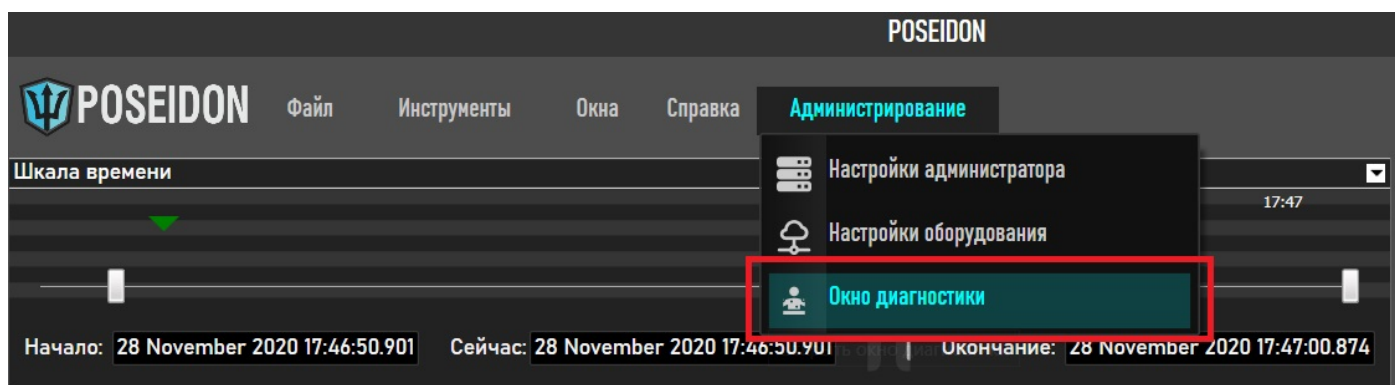 POSEIDON
POSEIDON Файл Инструменты Окна Справка Администрирование
Настройки администратора
Шкала времени
17:47
Настройки оборудования
Окно диагностики
Начало: 28 November 2020 17:46:50.901 Сейчас: 28 November 2020 17:46:50.901 Окончание: 28 November 2020 17:47:00.874